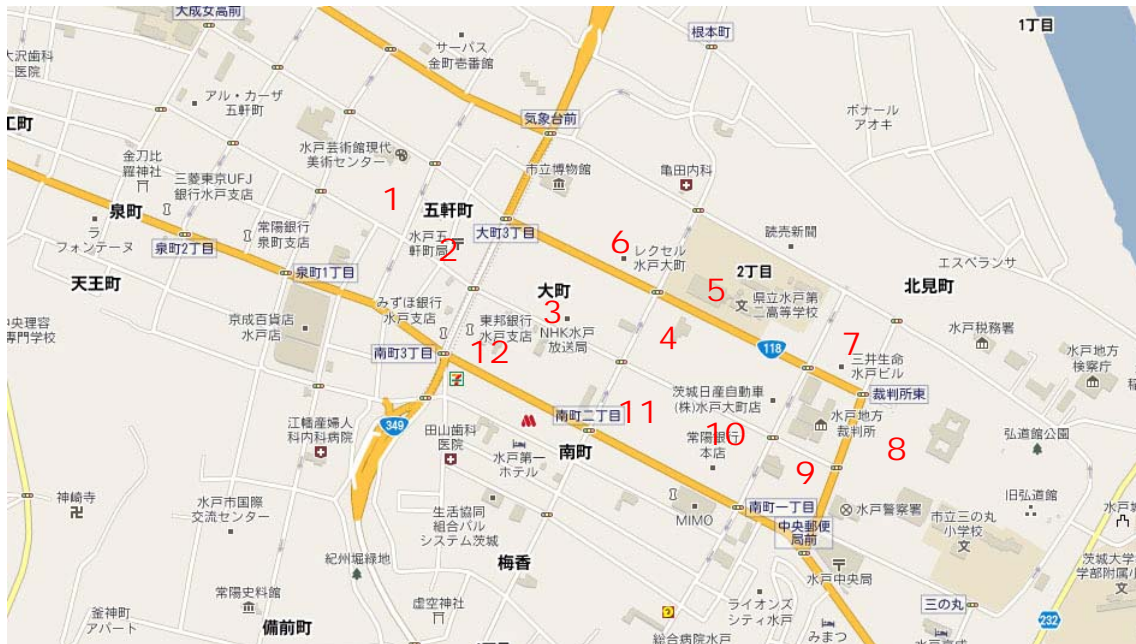 大成女高前
1丁目
サーパス
金町壱番館
根本町
大沢歯科
医院
アル・カーザ
五軒町
ボナール
アオキ
気象台前
工町
水戸芸術館現代
美術センター
金刀比
羅神社
三菱東京UFJ
銀行水戸支店
市立博物館
亀田内科
1
泉町
五軒町
常陽銀行
泉町支店
水戸五
軒町局
大町3丁目
読売新聞
ラ
フォンテーヌ
泉町2丁目
2
6
レクセル
水戸大町
エスペランサ
泉町1丁目
2丁目
天王町
大町
5
県立水戸第
二高等学校
北見町
みずほ銀行
水戸支店
3
東邦銀行
水戸支店
京成百貨店
水戸店
中央理容
専門学校
NHK水戸
放送局
4
水戸税務署
7
118
南町3丁目
12
三井生命
水戸ビル
水戸地方
検察庁
茨城日産自動車
(株)水戸大町店
裁判所東
江幡産婦人
科内科病院
349
田山歯科
医院
南町二丁目
11
水戸地方
裁判所
10
常陽銀行
本店
8
弘道館公園
水戸第一
ホテル
南町
9
神崎寺
水戸市国際
交流センター
生活協同
組合パル
システム茨城
MIMO
南町一丁目
水戸警察署
旧弘道館
市立三の丸
小学校
中央郵便
局前
紀州堀緑地
梅香
水戸中央局
茨城大学
学部附属小
常陽史料館
虚空神社
ライオンズ
シティ水戸
三の丸
232
釜神町
アパート
備前町
総合病院水戸
みまつ